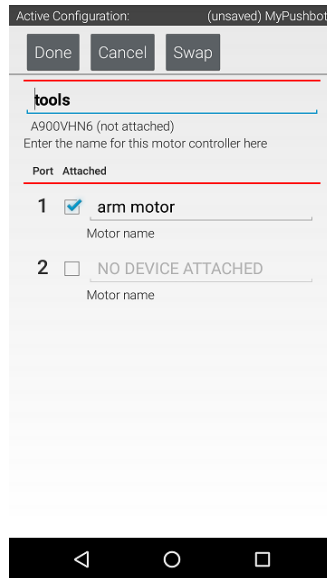 Active Configuration: (unsaved) MyPushbot
Done Cancel Swap
tools
A900VHN6 (not attached)
Enter the name for this motor controller here
Port Attached
1 arm motor
Motor name
2 NO DEVICE ATTACHED
Motor name